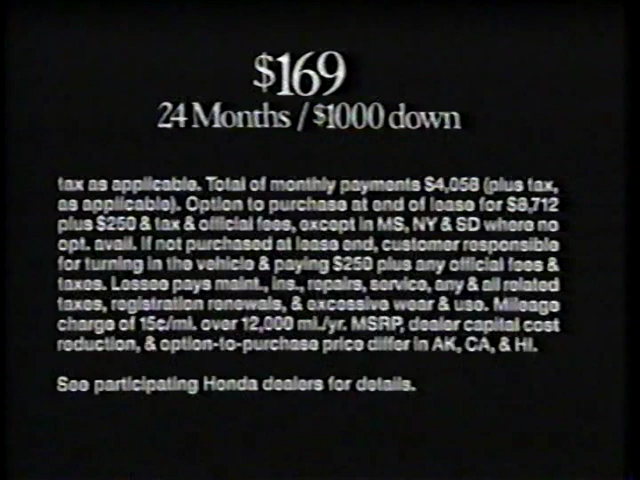 $169
24 Months / $1000 down
tax as applicable. Total of monthly payments $4,056 (plus tax,
as applicable). Option to purchase at end of lease for $8,712
plus $250 & tax & official fees, except in MS, NY & SD where no
opt. avail. If not purchased at lease end, customer responsible
for turning in the vehicle & paying $250 plus any official fees &
taxes. Lessee pays maint., ins., repairs, service, any & all related
taxes, registration renewals, & excessive wear & use. Mileage
charge of 15¢/mi. over 12,000 mi./yr. MSRP, dealer capital cost
reduction, & option-to-purchase price differ in AK, CA, & HI.
See participating Honda dealers for details.